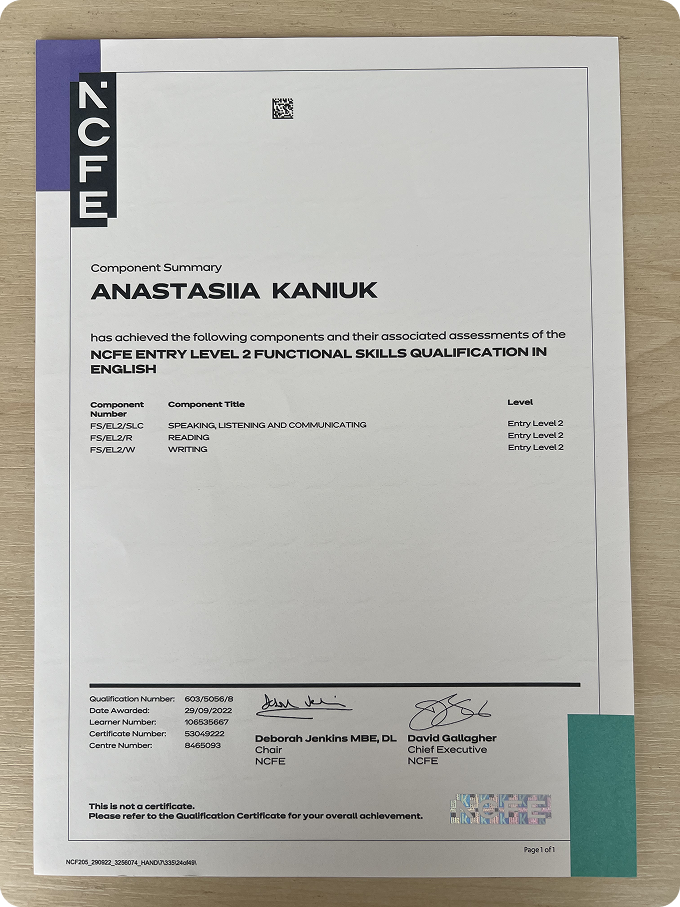 NCFE
Component Summary
ANASTASIIA KANIUK
has achieved the following components and their associated assessments of the
NCFE ENTRY LEVEL 2 FUNCTIONAL SKILLS QUALIFICATION IN
ENGLISH
Component Number Component Title Level
FS/EL2/SLC SPEAKING, LISTENING AND COMMUNICATING Entry Level 2
FS/EL2/R READING Entry Level 2
FS/EL2/W WRITING Entry Level 2
Qualification Number: 603/5056/8
Date Awarded: 29/09/2022
Learner Number: 106535667
Certificate Number: 53049222
Centre Number: 8465093
Deborah Jenkins MBE, DL
Chair
NCFE
David Gallagher
Chief Executive
NCFE
This is not a certificate.
Please refer to the Qualification Certificate for your overall achievement.
NCFE
Page 1 of 1
NCF205_290922_3256074_HAND\7\335\24of49\